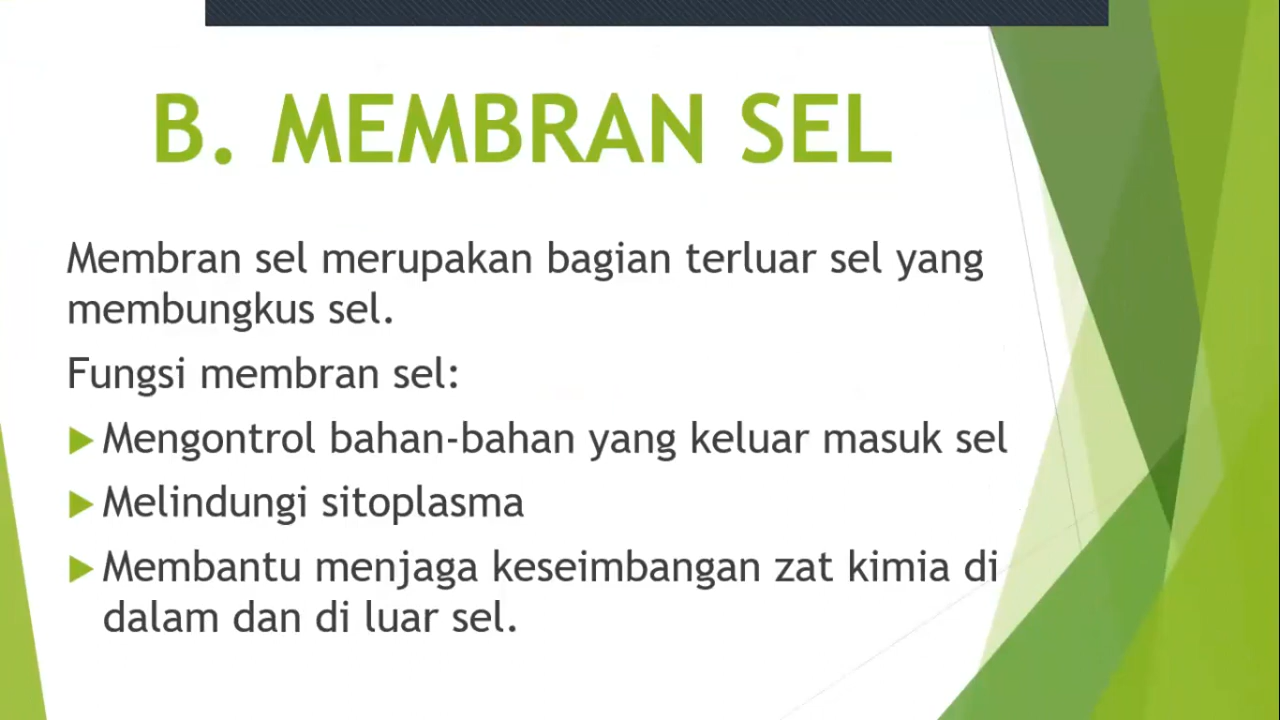 B. MEMBRAN SEL
Membran sel merupakan bagian terluar sel yang
membungkus sel.
Fungsi membran sel:
Mengontrol bahan-bahan yang keluar masuk sel
Melindungi sitoplasma
Membantu menjaga keseimbangan zat kimia di
dalam dan di luar sel.